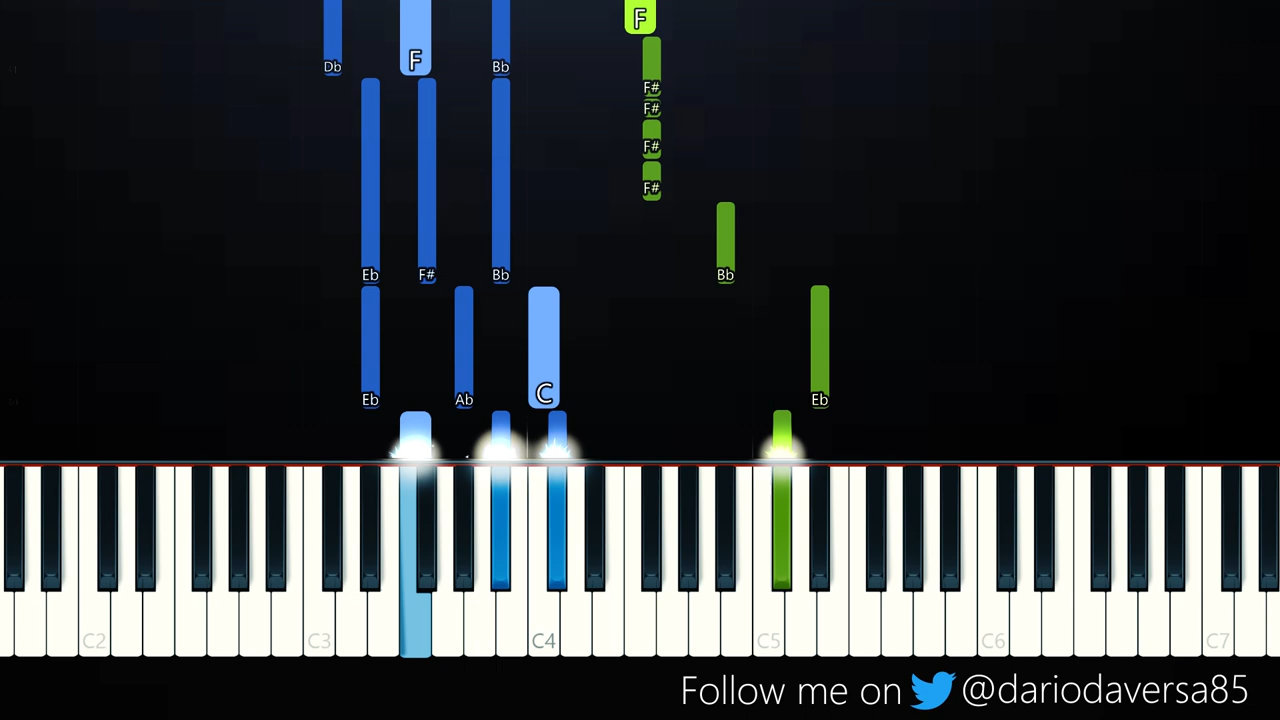 F
Db
F
Bb
F#
F#
F#
F#
Eb
F#
Bb
Bb
Eb
Ab
C
Eb
C2
C3
C4
C5
C6
C7
Follow me on @dariodaversa85